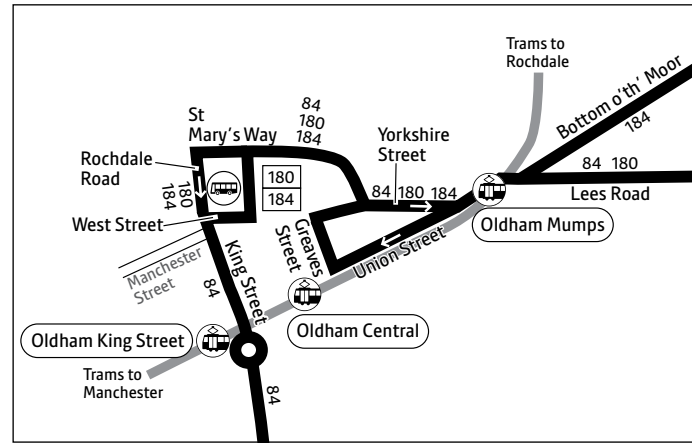 Trams to
Rochdale
Bottom o'th' Moor
184
St
Mary's Way
84
180
184
Yorkshire
Street
Rochdale
Road
180
184
180
184
84 180 184
84 180
Lees Road
West Street
Greaves
Street
Union Street
Oldham Mumps
Manchester
Street
King Street
84
Oldham Central
Oldham King Street
Trams to
Manchester
84